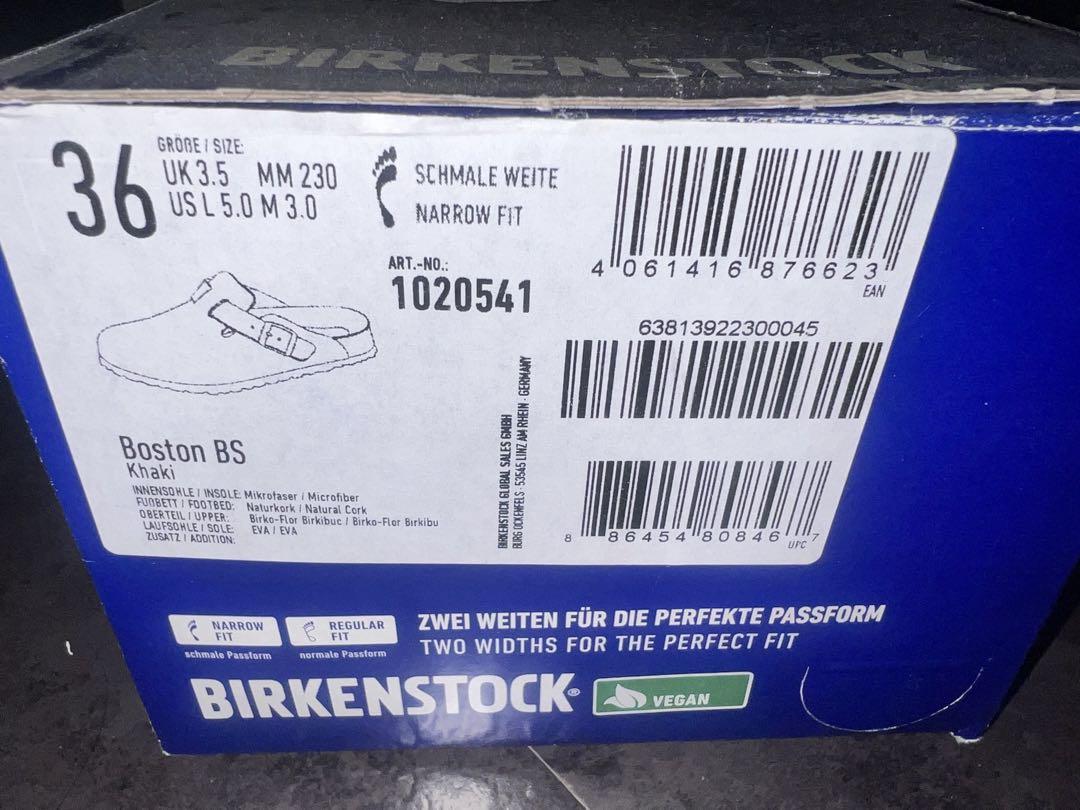 BIRKENSTOCK
36
GRÖßE / SIZE:
UK 3.5 MM 230
US L 5.0 M 3.0
SCHMALE WEITE
NARROW FIT
ART.-NO.:
1020541
4 061416 876623
EAN
63813922300045
Boston BS
Khaki
INNENSOHLE / INSOLE: Mikrofaser / Microfiber
FUßBETT / FOOTBED: Naturkork / Natural Cork
OBERTEIL / UPPER: Birko-Flor Birkibuc / Birko-Flor Birkibu
LAUFSOHLE / SOLE: EVA / EVA
ZUSATZ / ADDITION:
BIRKENSTOCK GLOBAL SALES GMBH
BURG OCKENFELS · 53545 LINZ AM RHEIN · GERMANY
8 86454 80846 7
UPC
NARROW FIT
schmale Passform
REGULAR FIT
normale Passform
ZWEI WEITEN FÜR DIE PERFEKTE PASSFORM
TWO WIDTHS FOR THE PERFECT FIT
BIRKENSTOCK®
VEGAN